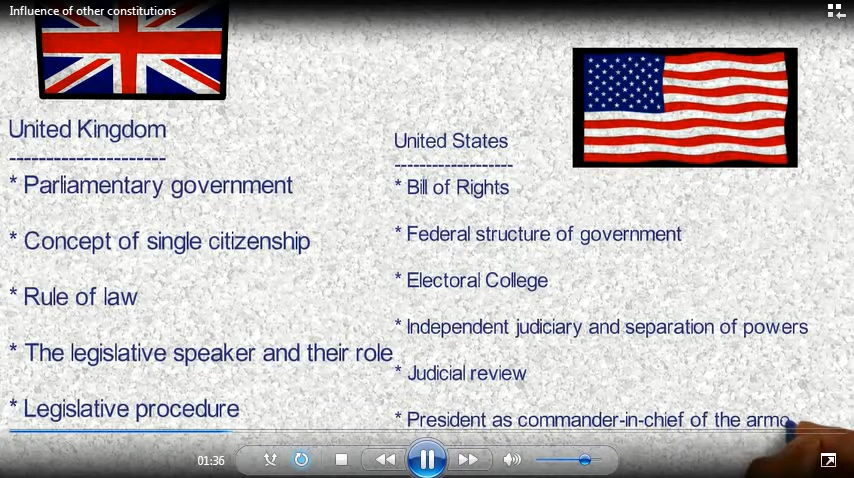 Influence of other constitutions
United Kingdom
----------------------
* Parliamentary government
* Concept of single citizenship
* Rule of law
* The legislative speaker and their role
* Legislative procedure
United States
-------------------
* Bill of Rights
* Federal structure of government
* Electoral College
* Independent judiciary and separation of powers
* Judicial review
* President as commander-in-chief of the armo
01:36